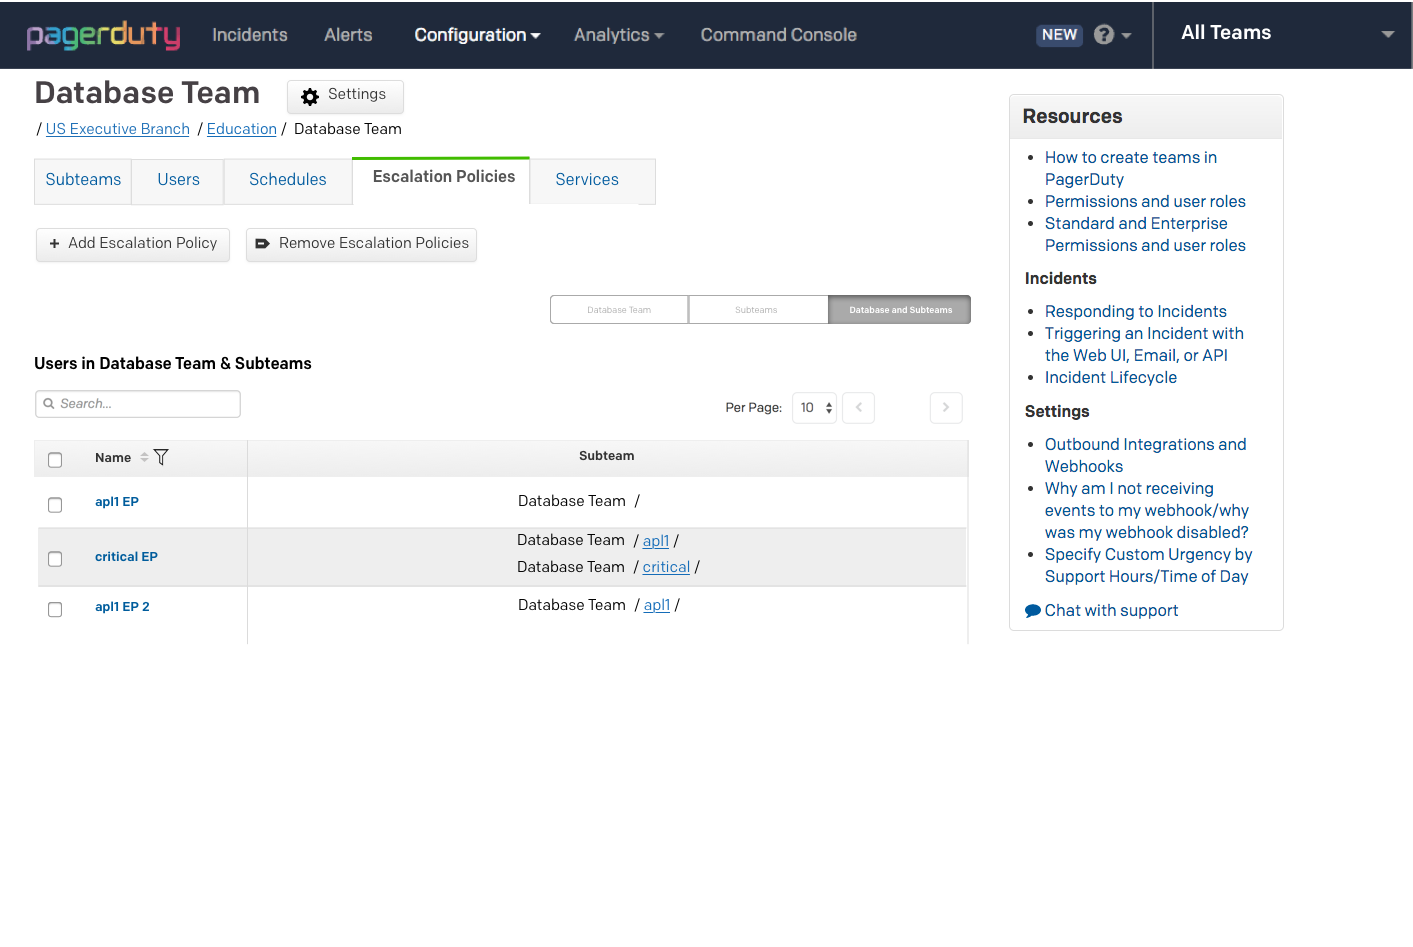 pagerduty Incidents Alerts Configuration Analytics Command Console NEW ? All Teams
Database Team Settings
/ US Executive Branch / Education / Database Team
Subteams Users Schedules Escalation Policies Services
+ Add Escalation Policy Remove Escalation Policies
Database Team Subteams Database and Subteams
Users in Database Team & Subteams
Search...
Per Page: 10 < >
Name Subteam
apl1 EP Database Team /
critical EP Database Team / apl1 /
Database Team / critical /
apl1 EP 2 Database Team / apl1 /
Resources
• How to create teams in
PagerDuty
• Permissions and user roles
• Standard and Enterprise
Permissions and user roles
Incidents
• Responding to Incidents
• Triggering an Incident with
the Web UI, Email, or API
• Incident Lifecycle
Settings
• Outbound Integrations and
Webhooks
• Why am I not receiving
events to my webhook/why
was my webhook disabled?
• Specify Custom Urgency by
Support Hours/Time of Day
Chat with support